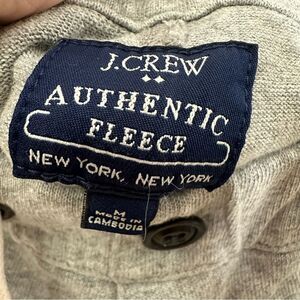 J.CREW
AUTHENTIC
FLEECE
NEW YORK, NEW YORK
M
MADE IN
CAMBODIA